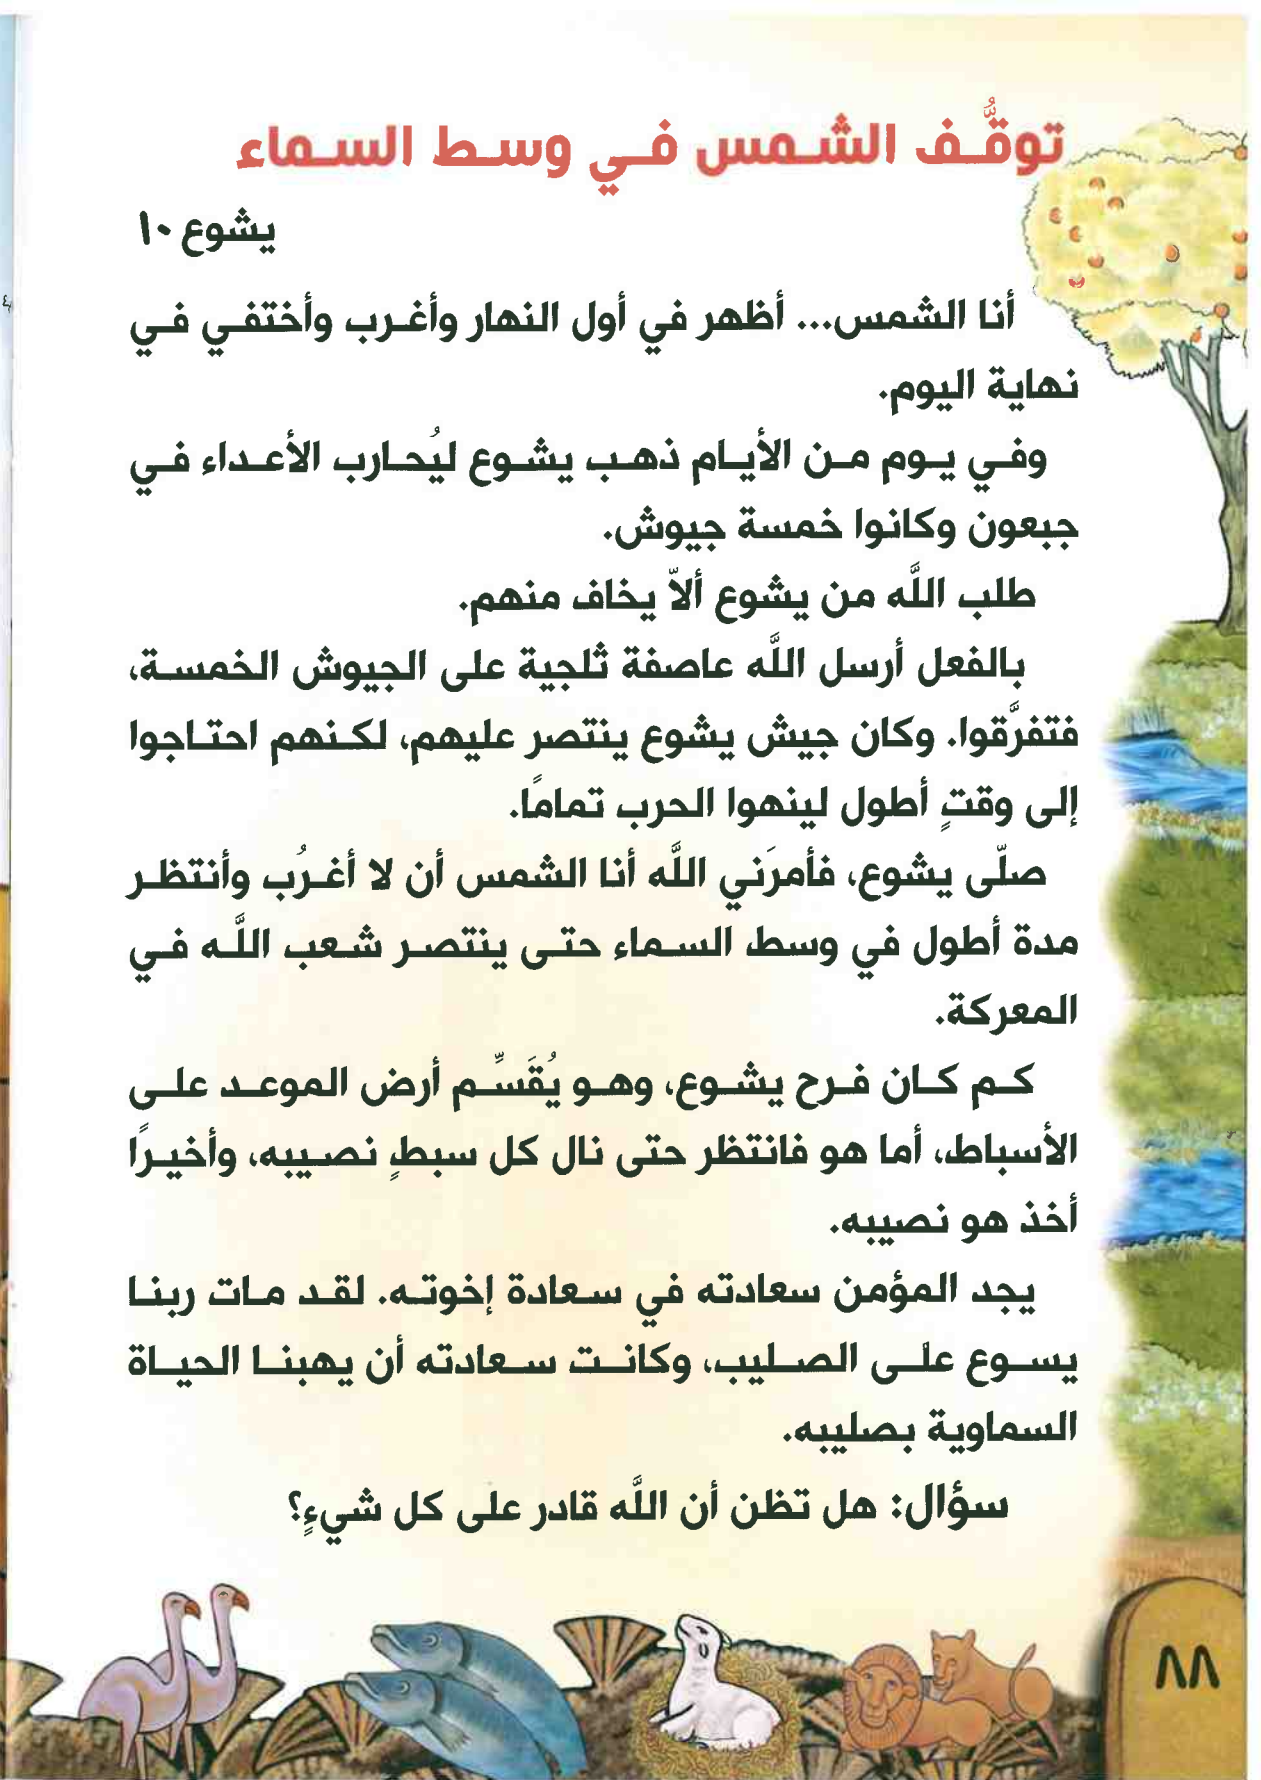 توقُّف الشمس في وسط السماء
يشوع ١٠
أنا الشمس... أظهر في أول النهار وأغرب وأختفي في
نهاية اليوم.
وفي يوم من الأيام ذهب يشوع ليُحارب الأعداء في
جبعون وكانوا خمسة جيوش.
طلب اللَّه من يشوع ألاّ يخاف منهم.
بالفعل أرسل اللَّه عاصفة ثلجية على الجيوش الخمسة،
فتفرَّقوا. وكان جيش يشوع ينتصر عليهم، لكنهم احتاجوا
إلى وقتٍ أطول لينهوا الحرب تمامًا.
صلّى يشوع، فأمرَني اللَّه أنا الشمس أن لا أغرُب وأنتظر
مدة أطول في وسط السماء حتى ينتصر شعب اللَّه في
المعركة.
كم كان فرح يشوع، وهو يُقَسِّم أرض الموعد على
الأسباط، أما هو فانتظر حتى نال كل سبطٍ نصيبه، وأخيرًا
أخذ هو نصيبه.
يجد المؤمن سعادته في سعادة إخوته. لقد مات ربنا
يسوع على الصليب، وكانت سعادته أن يهبنا الحياة
السماوية بصليبه.
سؤال: هل تظن أن اللَّه قادر على كل شيءٍ؟
٨٨